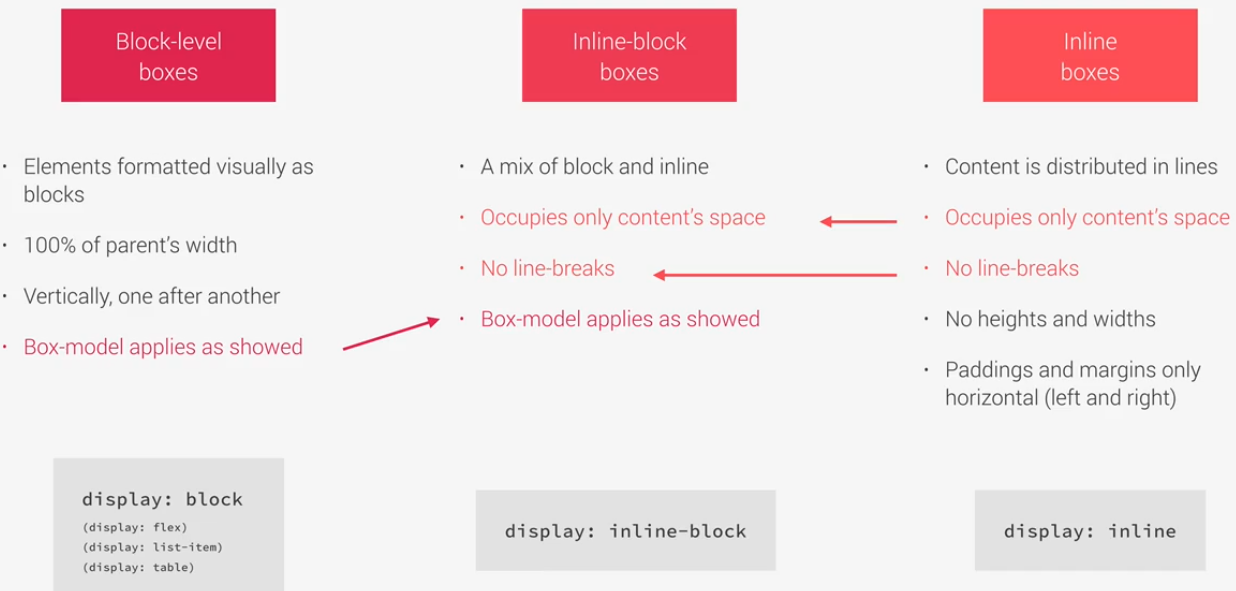 Block-level
boxes
Elements formatted visually as
blocks
100% of parent's width
Vertically, one after another
Box-model applies as showed
display: block
(display: flex)
(display: list-item)
(display: table)
Inline-block
boxes
A mix of block and inline
Occupies only content's space
No line-breaks
Box-model applies as showed
display: inline-block
Inline
boxes
Content is distributed in lines
Occupies only content's space
No line-breaks
No heights and widths
Paddings and margins only
horizontal (left and right)
display: inline